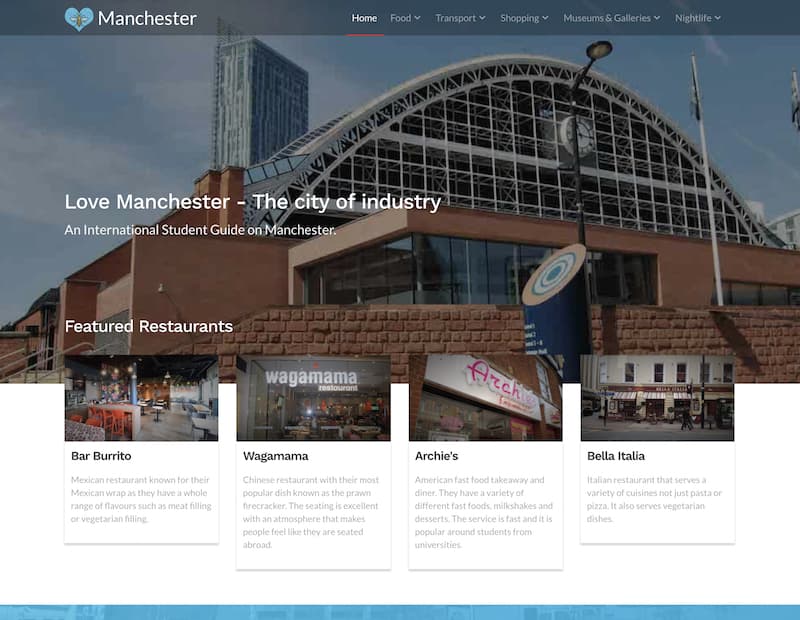 Manchester
Home Food Transport Shopping Museums & Galleries Nightlife
Love Manchester - The city of industry
An International Student Guide on Manchester.
Featured Restaurants
wagamama
restaurant
Archie's
BELLA ITALIA
Bar Burrito
Mexican restaurant known for their
Mexican wrap as they have a whole
range of flavours such as meat filling
or vegetarian filling.
Wagamama
Chinese restaurant with their most
popular dish known as the prawn
firecracker. The seating is excellent
with an atmosphere that makes
people feel like they are seated
abroad.
Archie's
American fast food takeaway and
diner. They have a variety of
different fast foods, milkshakes and
desserts. The service is fast and it is
popular around students from
universities.
Bella Italia
Italian restaurant that serves a
variety of cuisines not just pasta or
pizza. It also serves vegetarian
dishes.